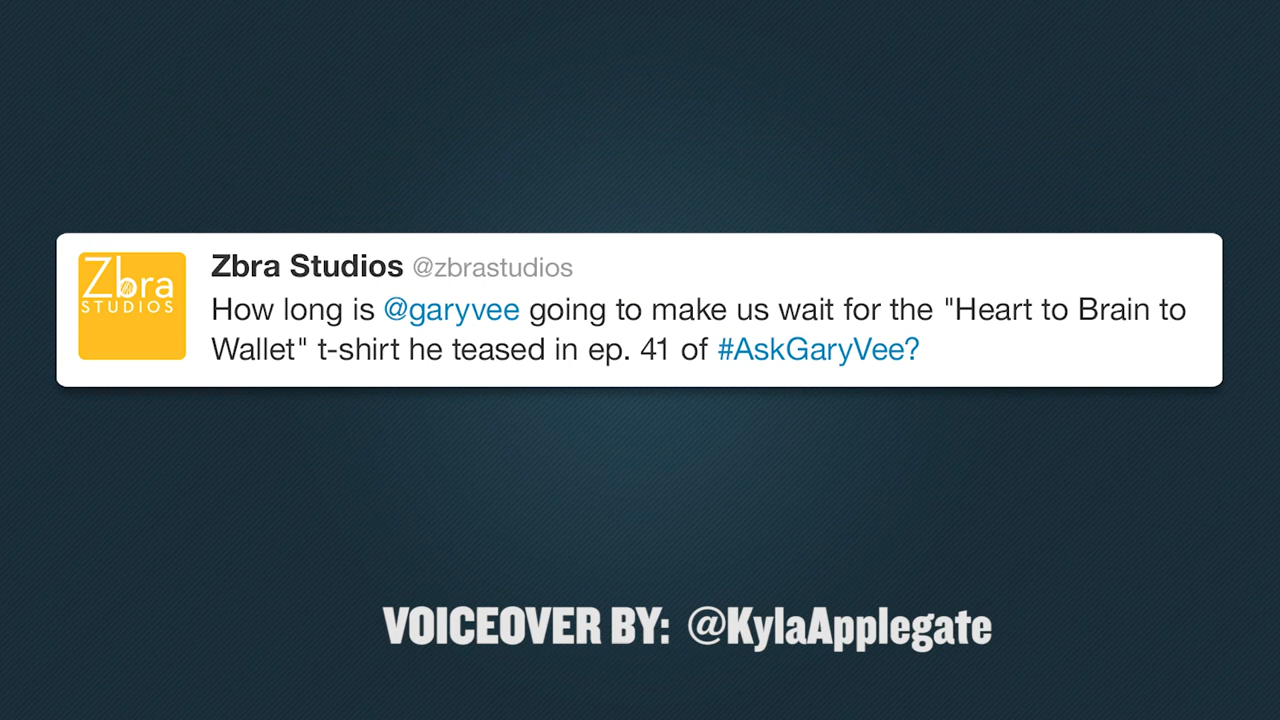 Zbra
STUDIOS
Zbra Studios @zbrastudios
How long is @garyvee going to make us wait for the "Heart to Brain to
Wallet" t-shirt he teased in ep. 41 of #AskGaryVee?
VOICEOVER BY: @KylaApplegate